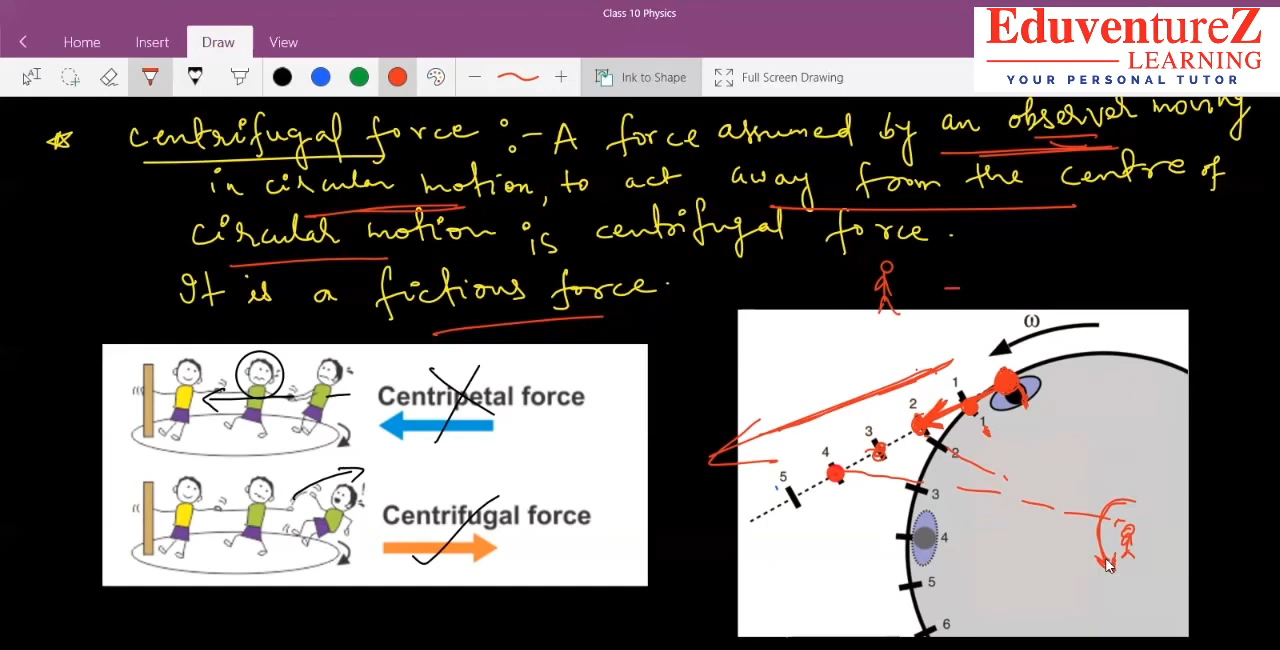 Class 10 Physics
EduventureZ
LEARNING
YOUR PERSONAL TUTOR
Home Insert Draw View
Ink to Shape Full Screen Drawing
centrifugal force :- A force assumed by an observer moving
in circular motion, to act away from the centre of
circular motion is centrifugal force.
It is a fictious force.
Centripetal force
Centrifugal force
ω
1
2
3
4
5
1
2
3
4
5
6